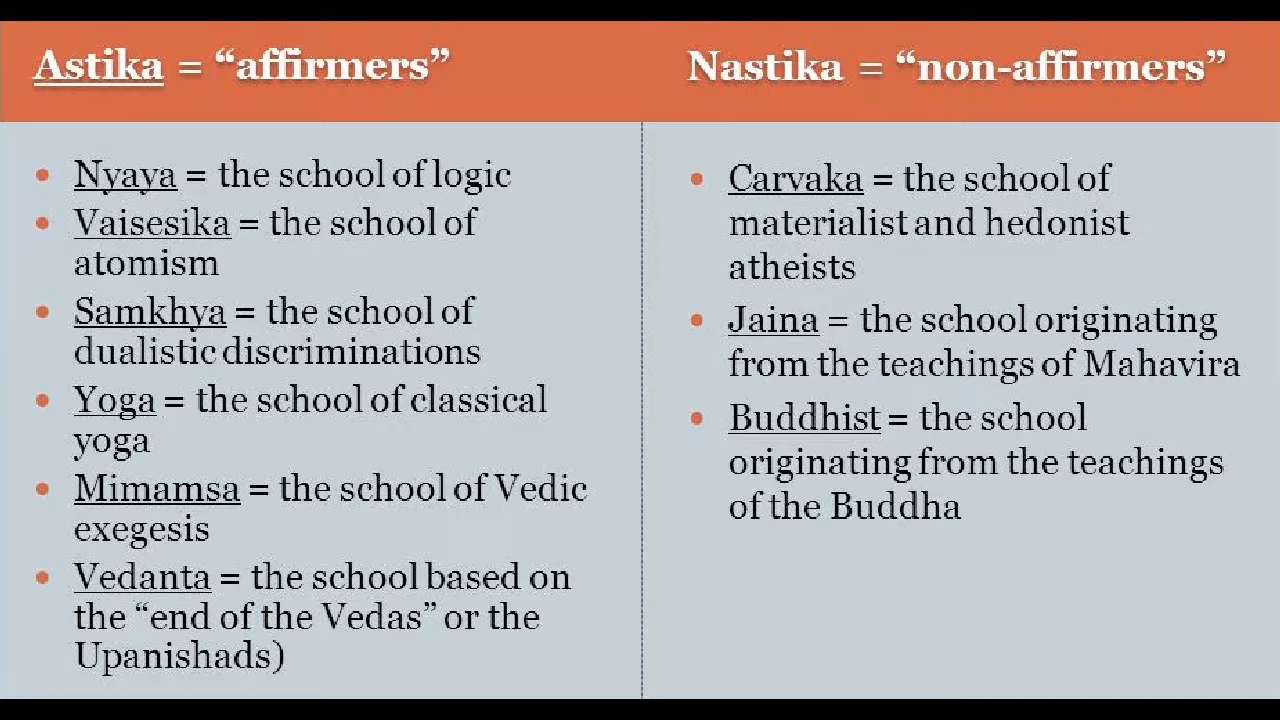 Astika = “affirmers”
• Nyaya = the school of logic
• Vaisesika = the school of
atomism
• Samkhya = the school of
dualistic discriminations
• Yoga = the school of classical
yoga
• Mimamsa = the school of Vedic
exegesis
• Vedanta = the school based on
the “end of the Vedas” or the
Upanishads)
Nastika = “non-affirmers”
• Carvaka = the school of
materialist and hedonist
atheists
• Jaina = the school originating
from the teachings of Mahavira
• Buddhist = the school
originating from the teachings
of the Buddha